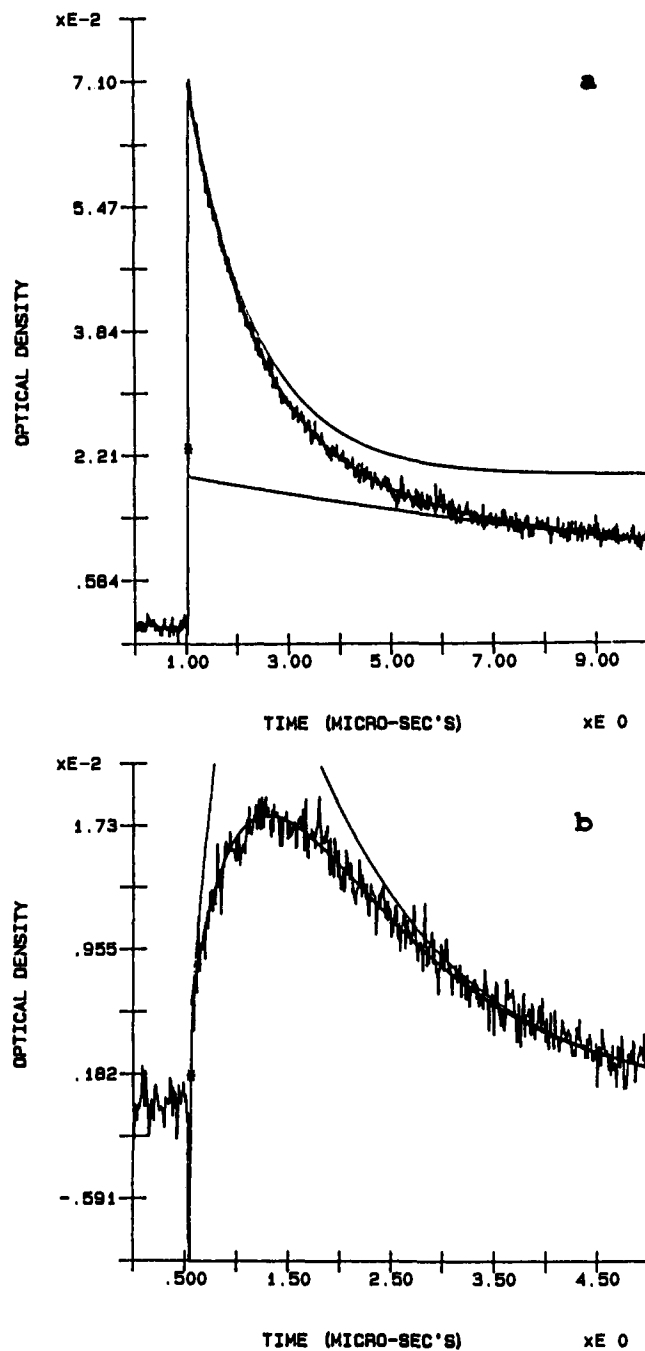 xE-2
a
7.10
5.47
3.84
2.21
.584
OPTICAL DENSITY
1.00 3.00 5.00 7.00 9.00
TIME (MICRO-SEC'S) xE 0
xE-2
b
1.73
.955
.182
-.591
OPTICAL DENSITY
.500 1.50 2.50 3.50 4.50
TIME (MICRO-SEC'S) xE 0